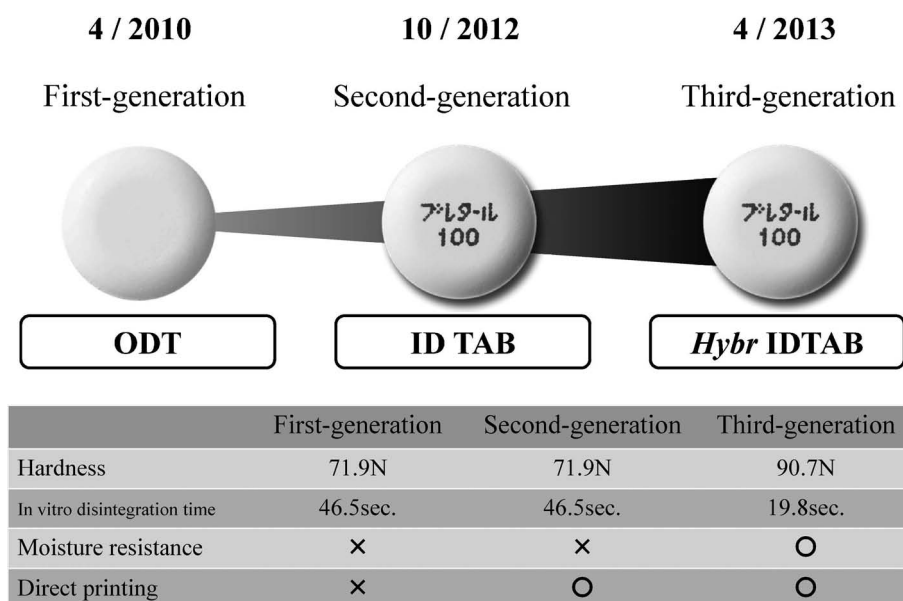 4 / 2010 10 / 2012 4 / 2013
First-generation Second-generation Third-generation
プレタール プレタール
100 100
ODT ID TAB Hybr IDTAB
First-generation Second-generation Third-generation
Hardness 71.9N 71.9N 90.7N
In vitro disintegration time 46.5sec. 46.5sec. 19.8sec.
Moisture resistance × × ○
Direct printing × ○ ○